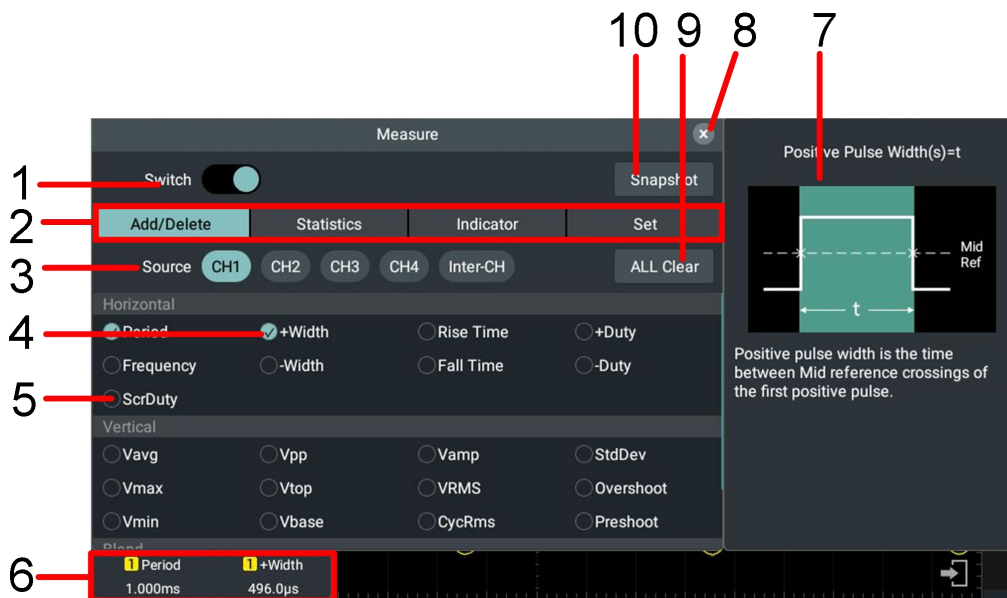 10 9 8 7
Measure
x
Positive Pulse Width(s)=t
1
Switch
Snapshot
2
Add/Delete Statistics Indicator Set
3
Source CH1 CH2 CH3 CH4 Inter-CH ALL Clear
Mid
Ref
t
Horizontal
4
Period +Width Rise Time +Duty
Frequency -Width Fall Time -Duty
5
ScrDuty
Positive pulse width is the time
between Mid reference crossings of
the first positive pulse.
Vertical
Vavg Vpp Vamp StdDev
Vmax Vtop VRMS Overshoot
Vmin Vbase CycRms Preshoot
6
1 Period 1 +Width
1.000ms 496.0μs